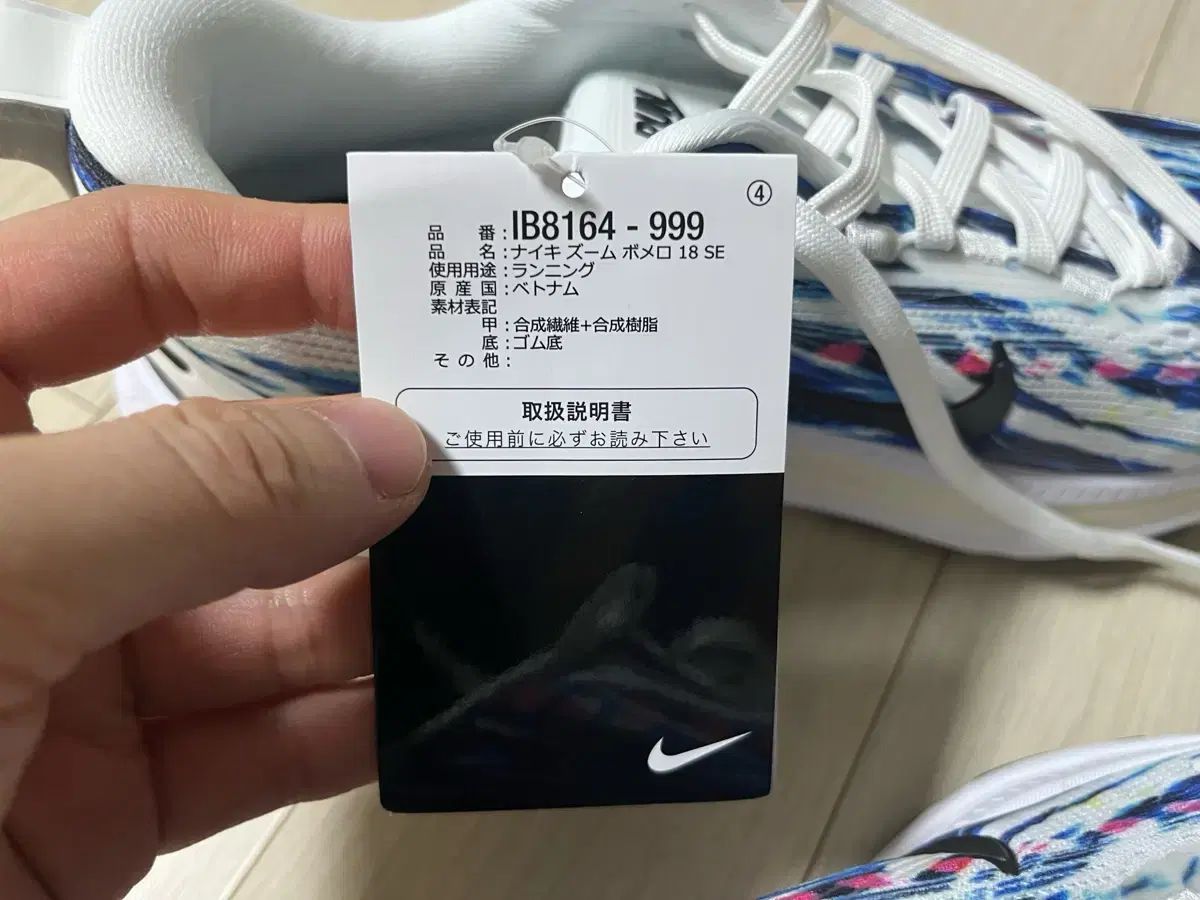 ④
品 番：IB8164 - 999
品 名：ナイキ ズーム ボメロ 18 SE
使用用途：ランニング
原 産 国：ベトナム
素材表記
甲：合成繊維+合成樹脂
底：ゴム底
そ の 他：
取扱説明書
ご使用前に必ずお読み下さい